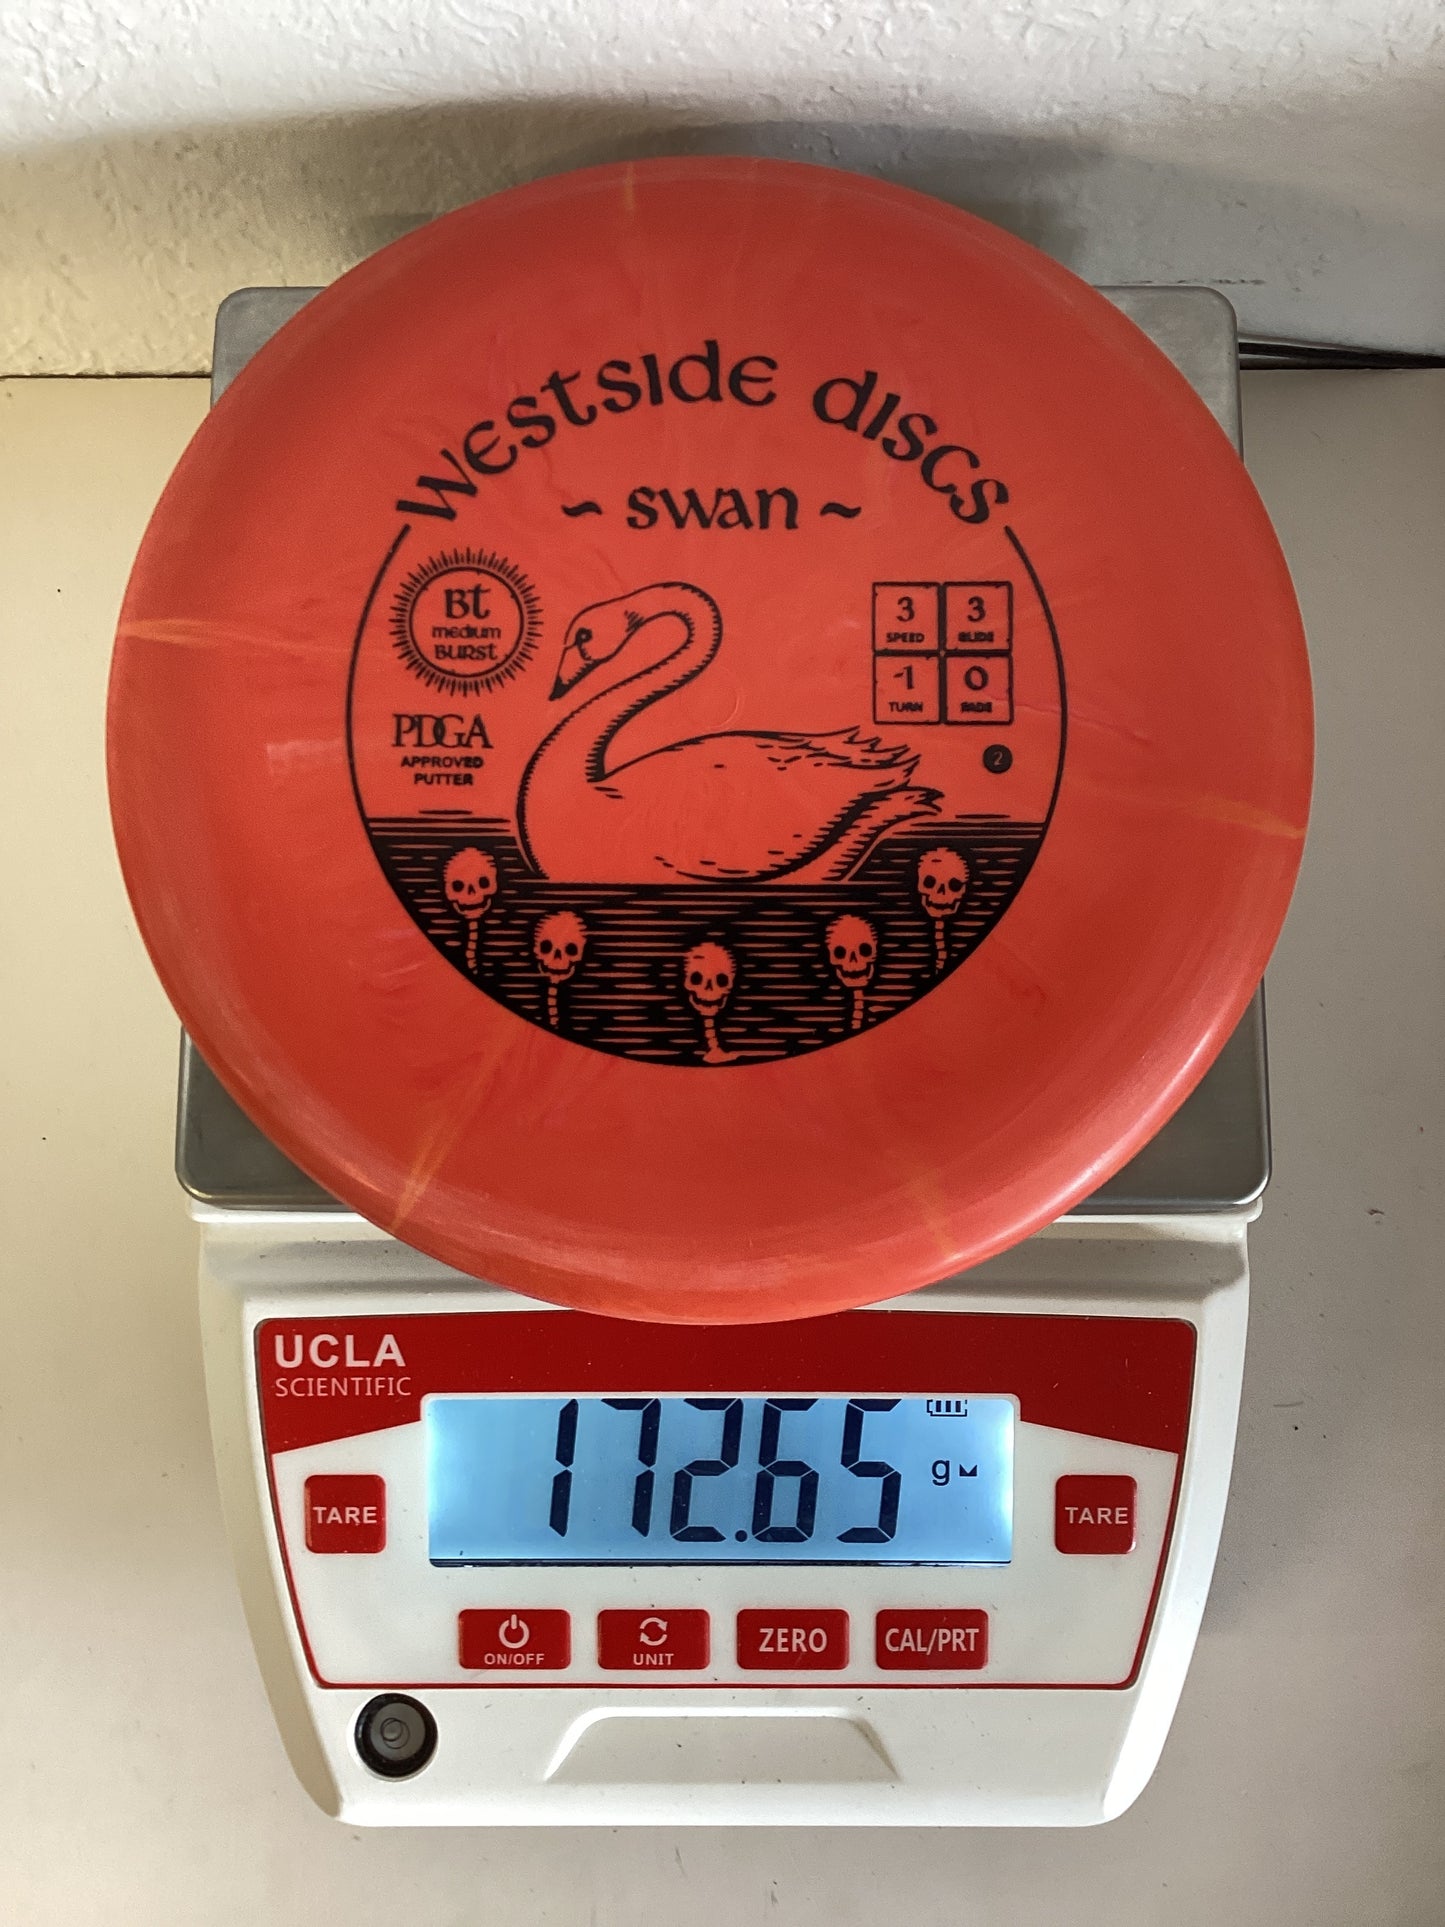 Westside discs
~ swan ~
Bt
medium
Burst
PDGA
APPROVED
PUTTER
3
SPEED
3
GLIDE
-1
TURN
0
FADE
2
UCLA
SCIENTIFIC
172.65
g
TARE
TARE
ON/OFF
UNIT
ZERO
CAL/PRT